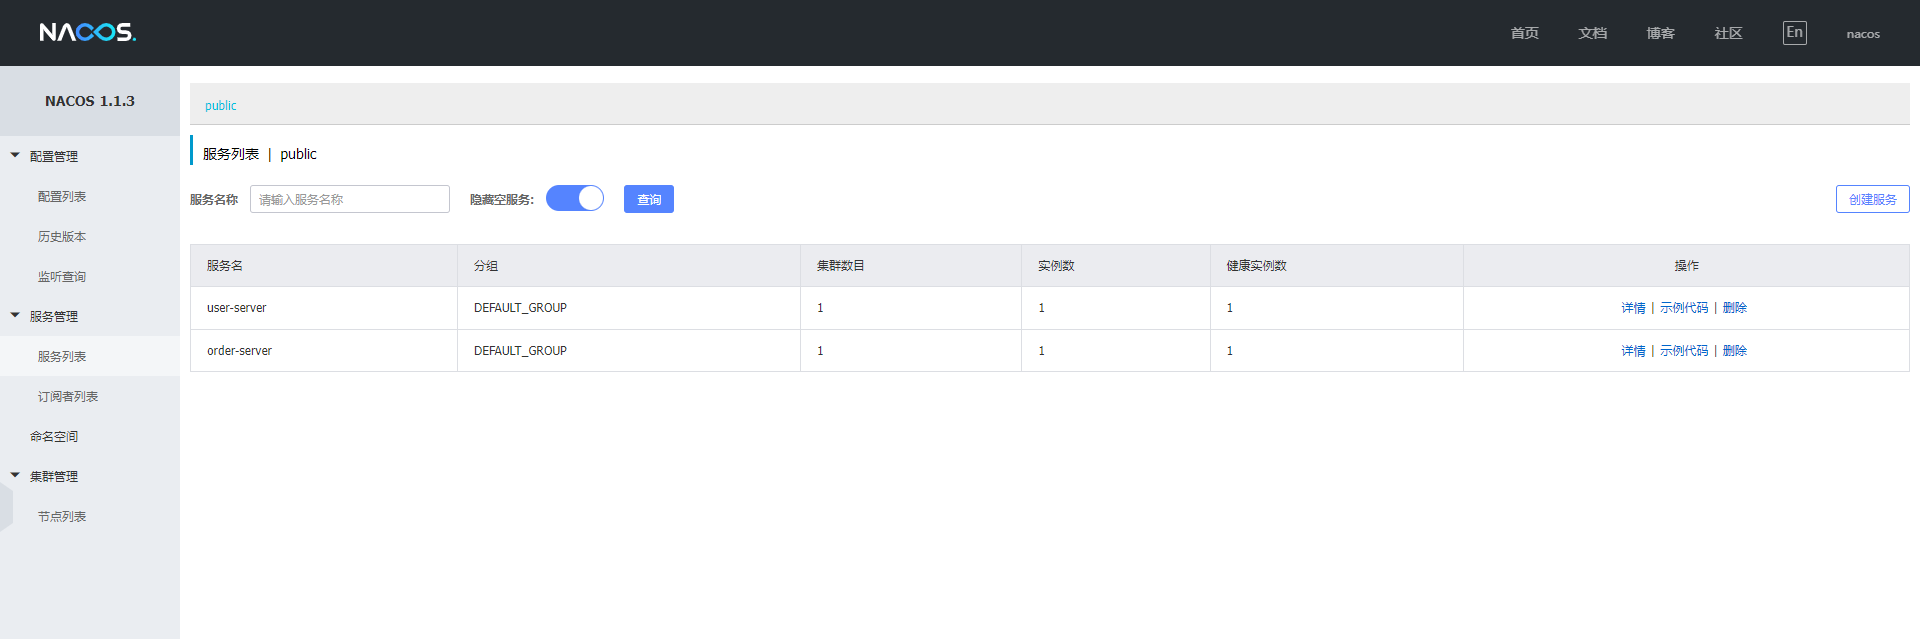 NACOS.
首页 文档 博客 社区 En nacos
NACOS 1.1.3
配置管理
配置列表
历史版本
监听查询
服务管理
服务列表
订阅者列表
命名空间
集群管理
节点列表
public
服务列表 | public
服务名称 请输入服务名称 隐藏空服务: 查询 创建服务
服务名 分组 集群数目 实例数 健康实例数 操作
user-server DEFAULT_GROUP 1 1 1 详情 | 示例代码 | 删除
order-server DEFAULT_GROUP 1 1 1 详情 | 示例代码 | 删除